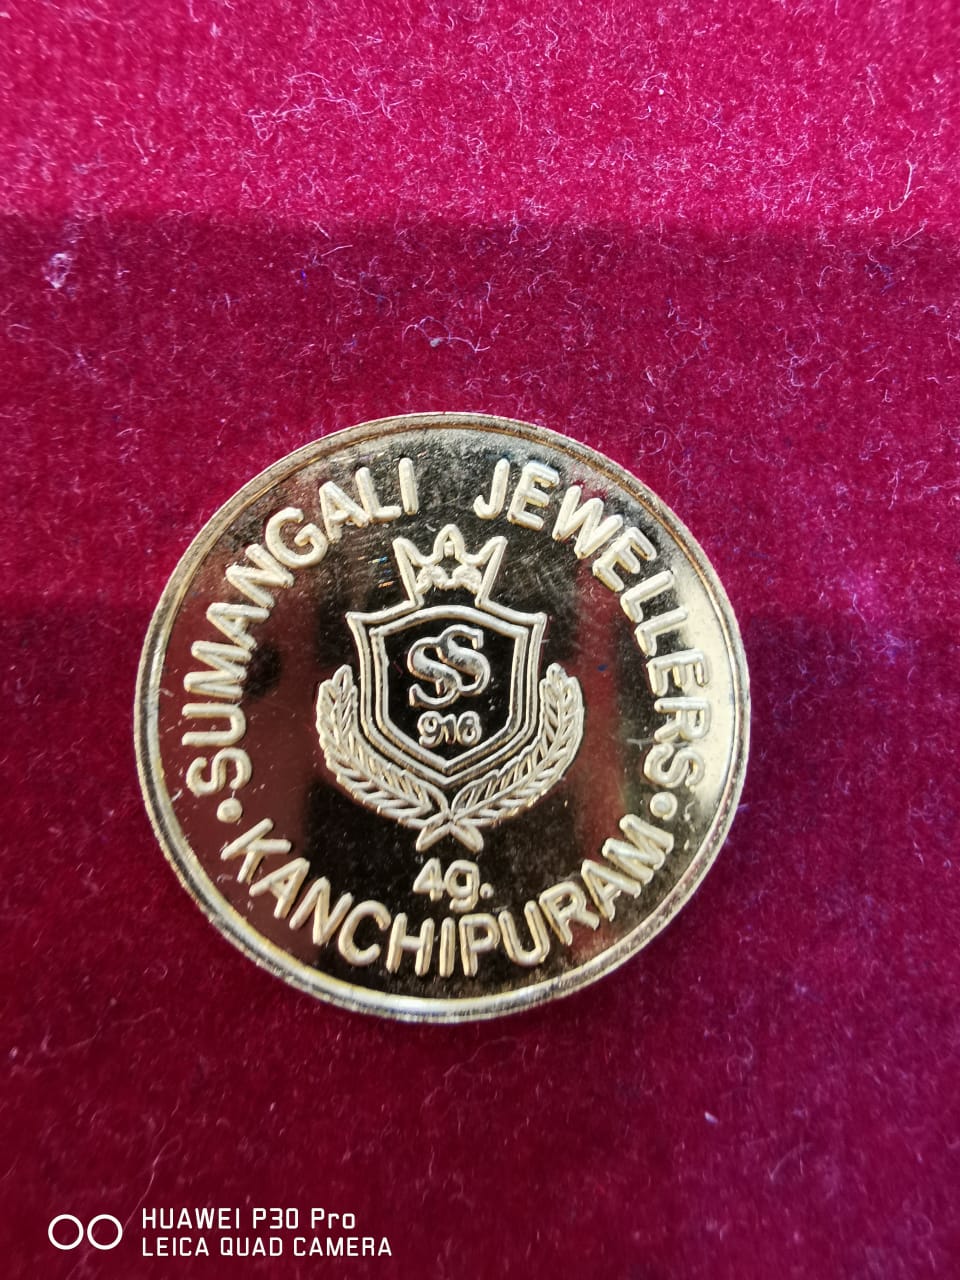 SUMANGALI JEWELLERS
SS
916
4g.
• KANCHIPURAM •
HUAWEI P30 Pro
LEICA QUAD CAMERA